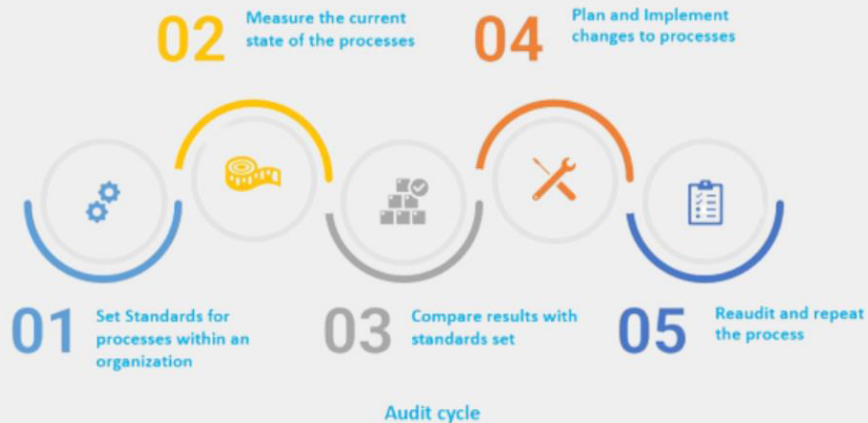 02
Measure the current
state of the processes
04
Plan and Implement
changes to processes
01
Set Standards for
processes within an
organization
03
Compare results with
standards set
05
Reaudit and repeat
the process
Audit cycle